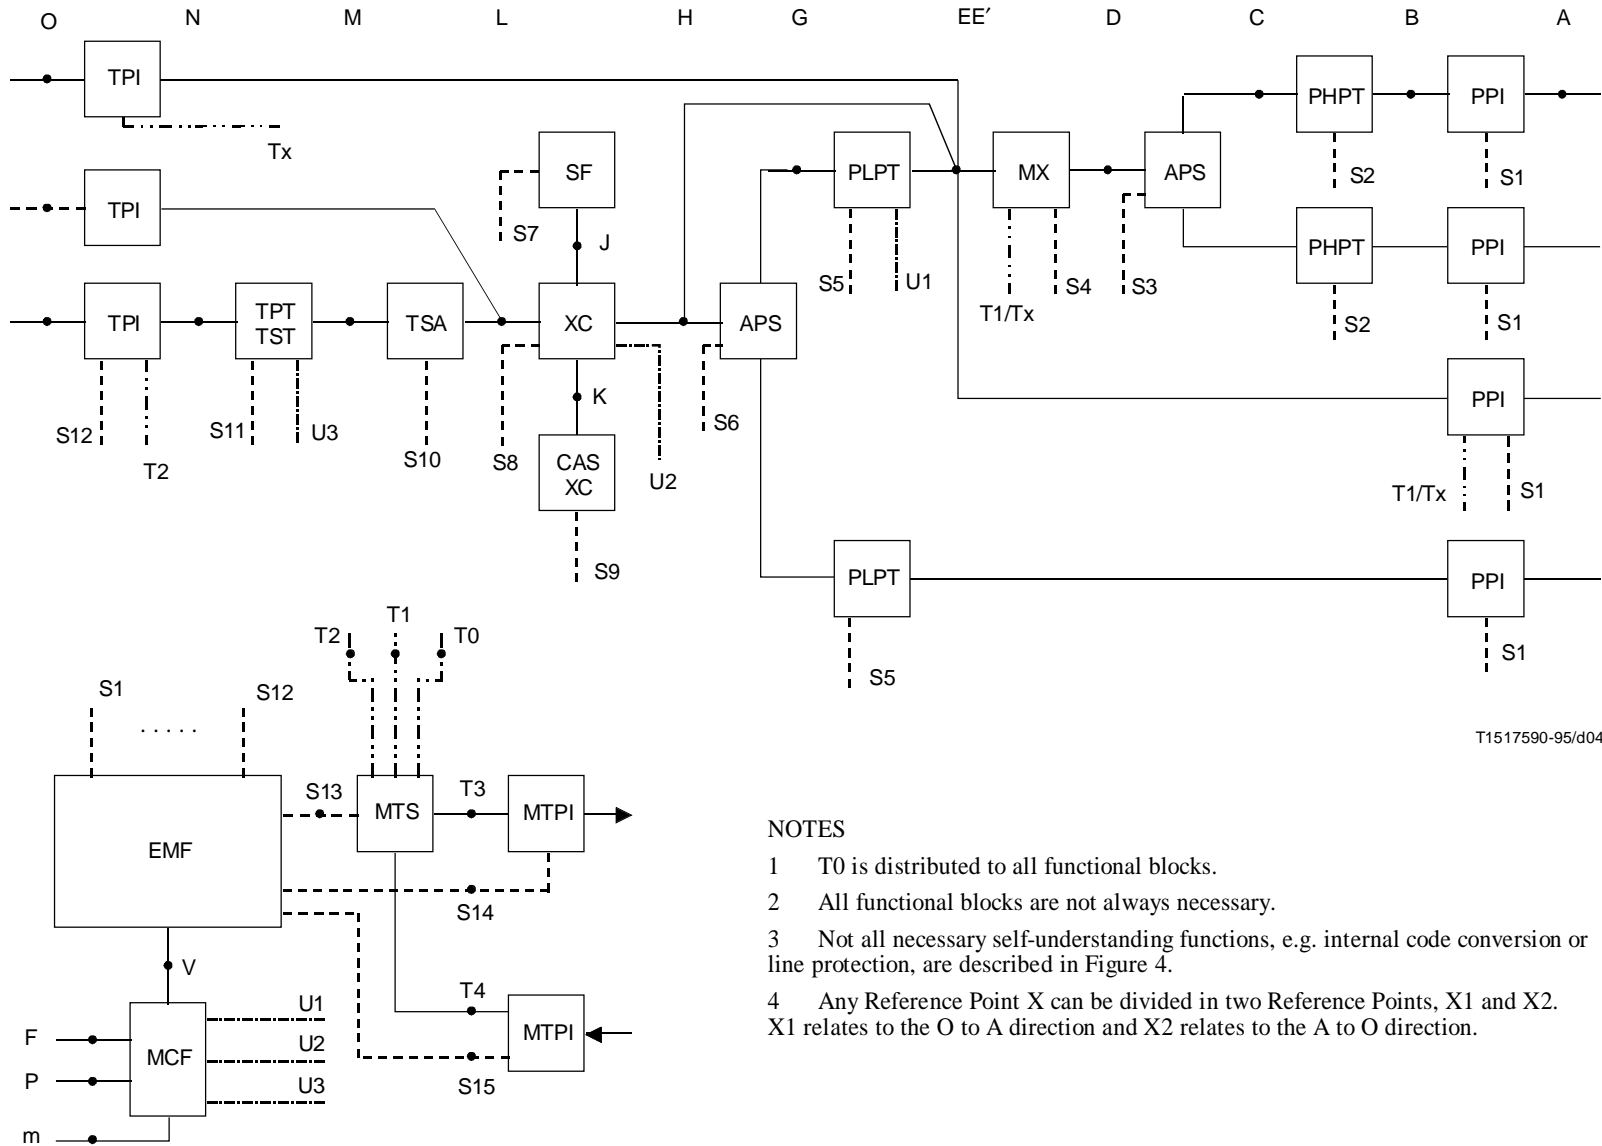 O N M L H G EE′ D C B A
TPI
PHPT
PPI
Tx
SF
PLPT
MX
APS
S2
S1
TPI
S7
J
PHPT
PPI
S5
U1
T1/Tx
S4
S3
TPI
TPT
TST
TSA
XC
APS
S2
S1
K
PPI
S12
T2
S11
U3
S10
S8
CAS
XC
U2
S6
T1/Tx
S1
S9
PLPT
PPI
T2
T1
T0
S5
S1
S1
.....
S12
T1517590-95/d04
EMF
S13
MTS
T3
MTPI
S14
V
T4
MTPI
S15
F
P
m
MCF
U1
U2
U3
NOTES
1 T0 is distributed to all functional blocks.
2 All functional blocks are not always necessary.
3 Not all necessary self-understanding functions, e.g. internal code conversion or
line protection, are described in Figure 4.
4 Any Reference Point X can be divided in two Reference Points, X1 and X2.
X1 relates to the O to A direction and X2 relates to the A to O direction.